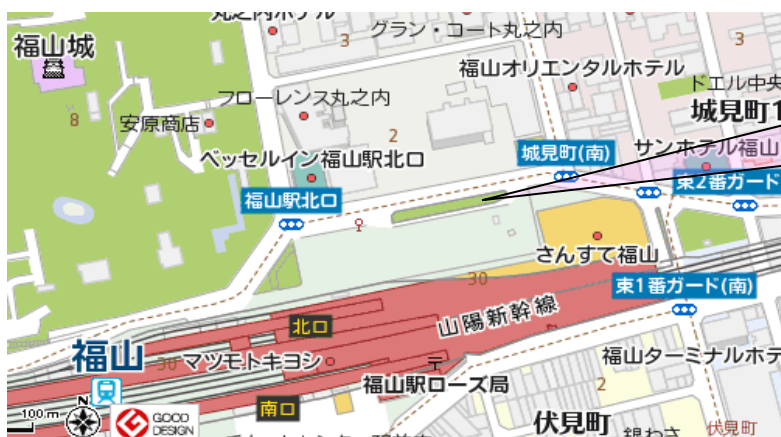 丸之内ホテル
グラン・コート丸之内
3
3
福山城
福山オリエンタルホテル
ドエル中央
フローレンス丸之内
城見町1
8
安原商店
2
ベッセルイン福山駅北口
城見町(南)
サンホテル福山
東2番ガード
福山駅北口
さんすて福山
30
東1番ガード(南)
北口
山陽新幹線
福山
30
マツモトキヨシ
福山駅ローズ局
福山ターミナルホテ
2
100m
N
GOOD
DESIGN
南口
伏見町
銀わさ
伏見町